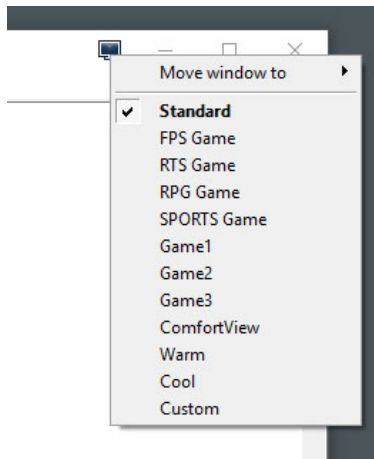 Move window to
Standard
FPS Game
RTS Game
RPG Game
SPORTS Game
Game1
Game2
Game3
ComfortView
Warm
Cool
Custom